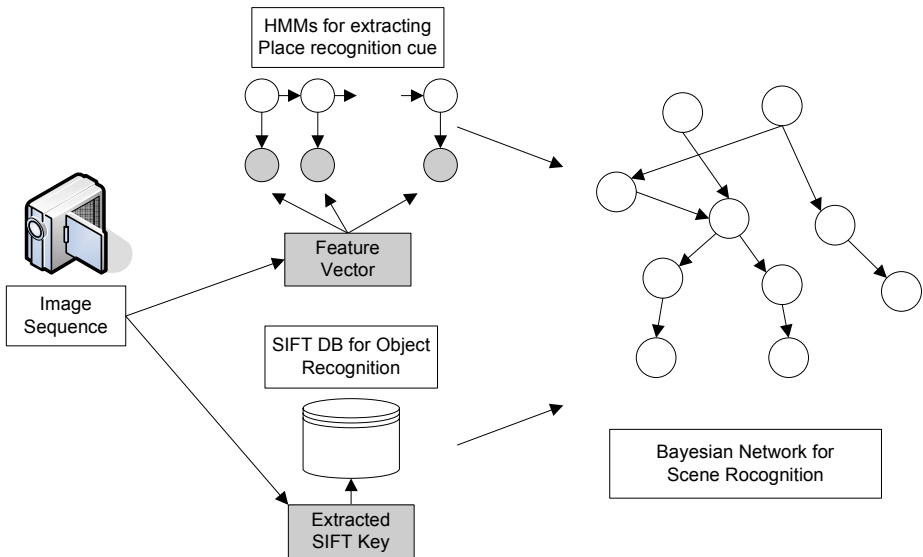 HMMs for extracting
Place recognition cue
Feature
Vector
Image
Sequence
SIFT DB for Object
Recognition
Extracted
SIFT Key
Bayesian Network for
Scene Rocognition